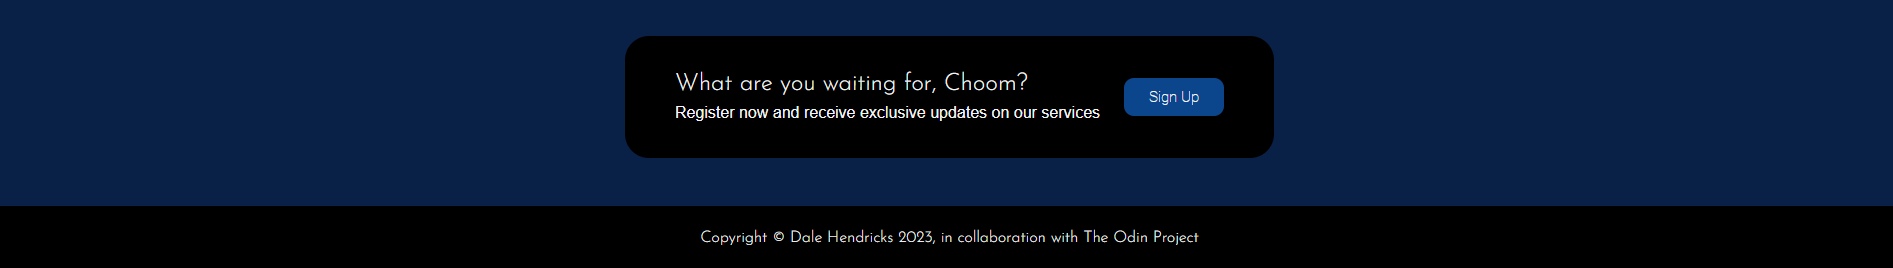 What are you waiting for, Choom?
Register now and receive exclusive updates on our services
Sign Up
Copyright © Dale Hendricks 2023, in collaboration with The Odin Project